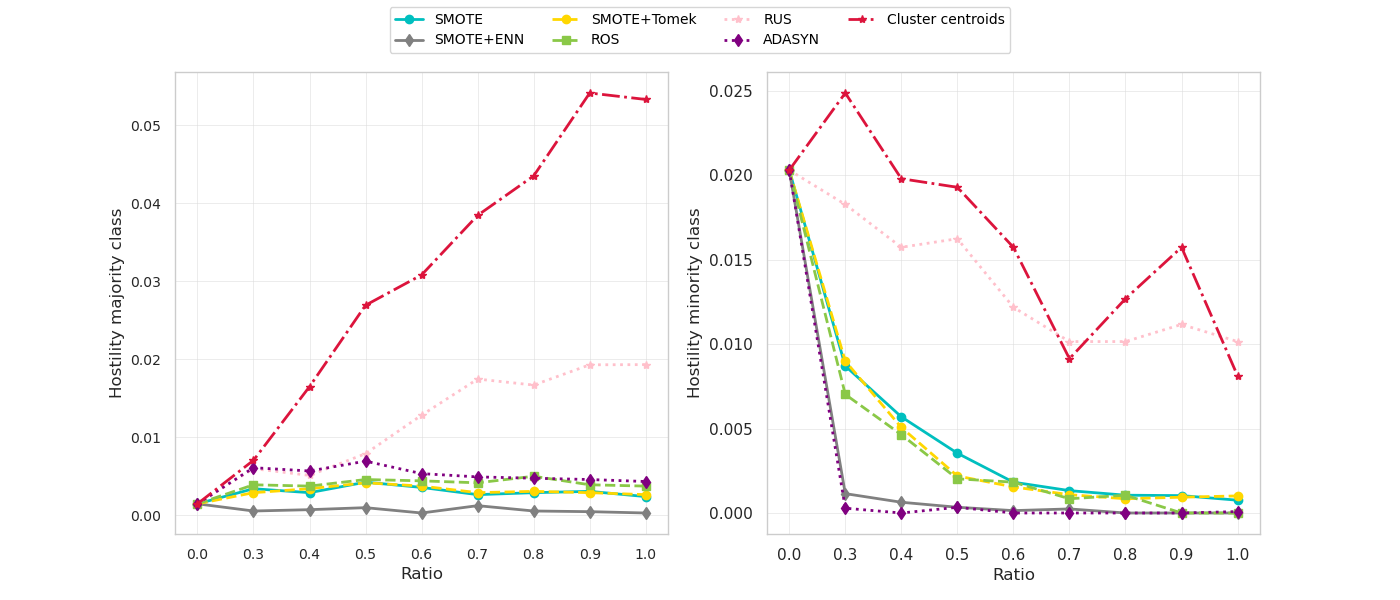 SMOTE
SMOTE+ENN
SMOTE+Tomek
ROS
RUS
ADASYN
Cluster centroids
Hostility majority class
0.05
0.04
0.03
0.02
0.01
0.00
0.0 0.3 0.4 0.5 0.6 0.7 0.8 0.9 1.0
Ratio
Hostility minority class
0.025
0.020
0.015
0.010
0.005
0.000
0.0 0.3 0.4 0.5 0.6 0.7 0.8 0.9 1.0
Ratio